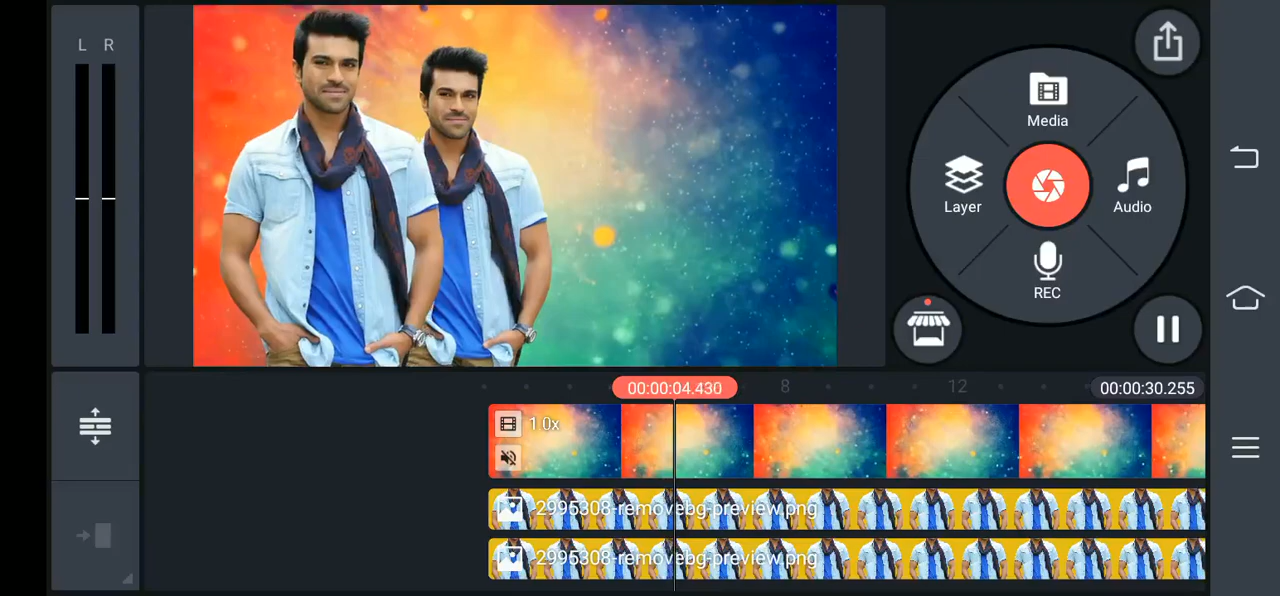 L R
Media
Layer
Audio
REC
00:00:04.430
8
12
00:00:30.255
1.0x
2995308-removebg-preview.png
2995308-removebg-preview.png